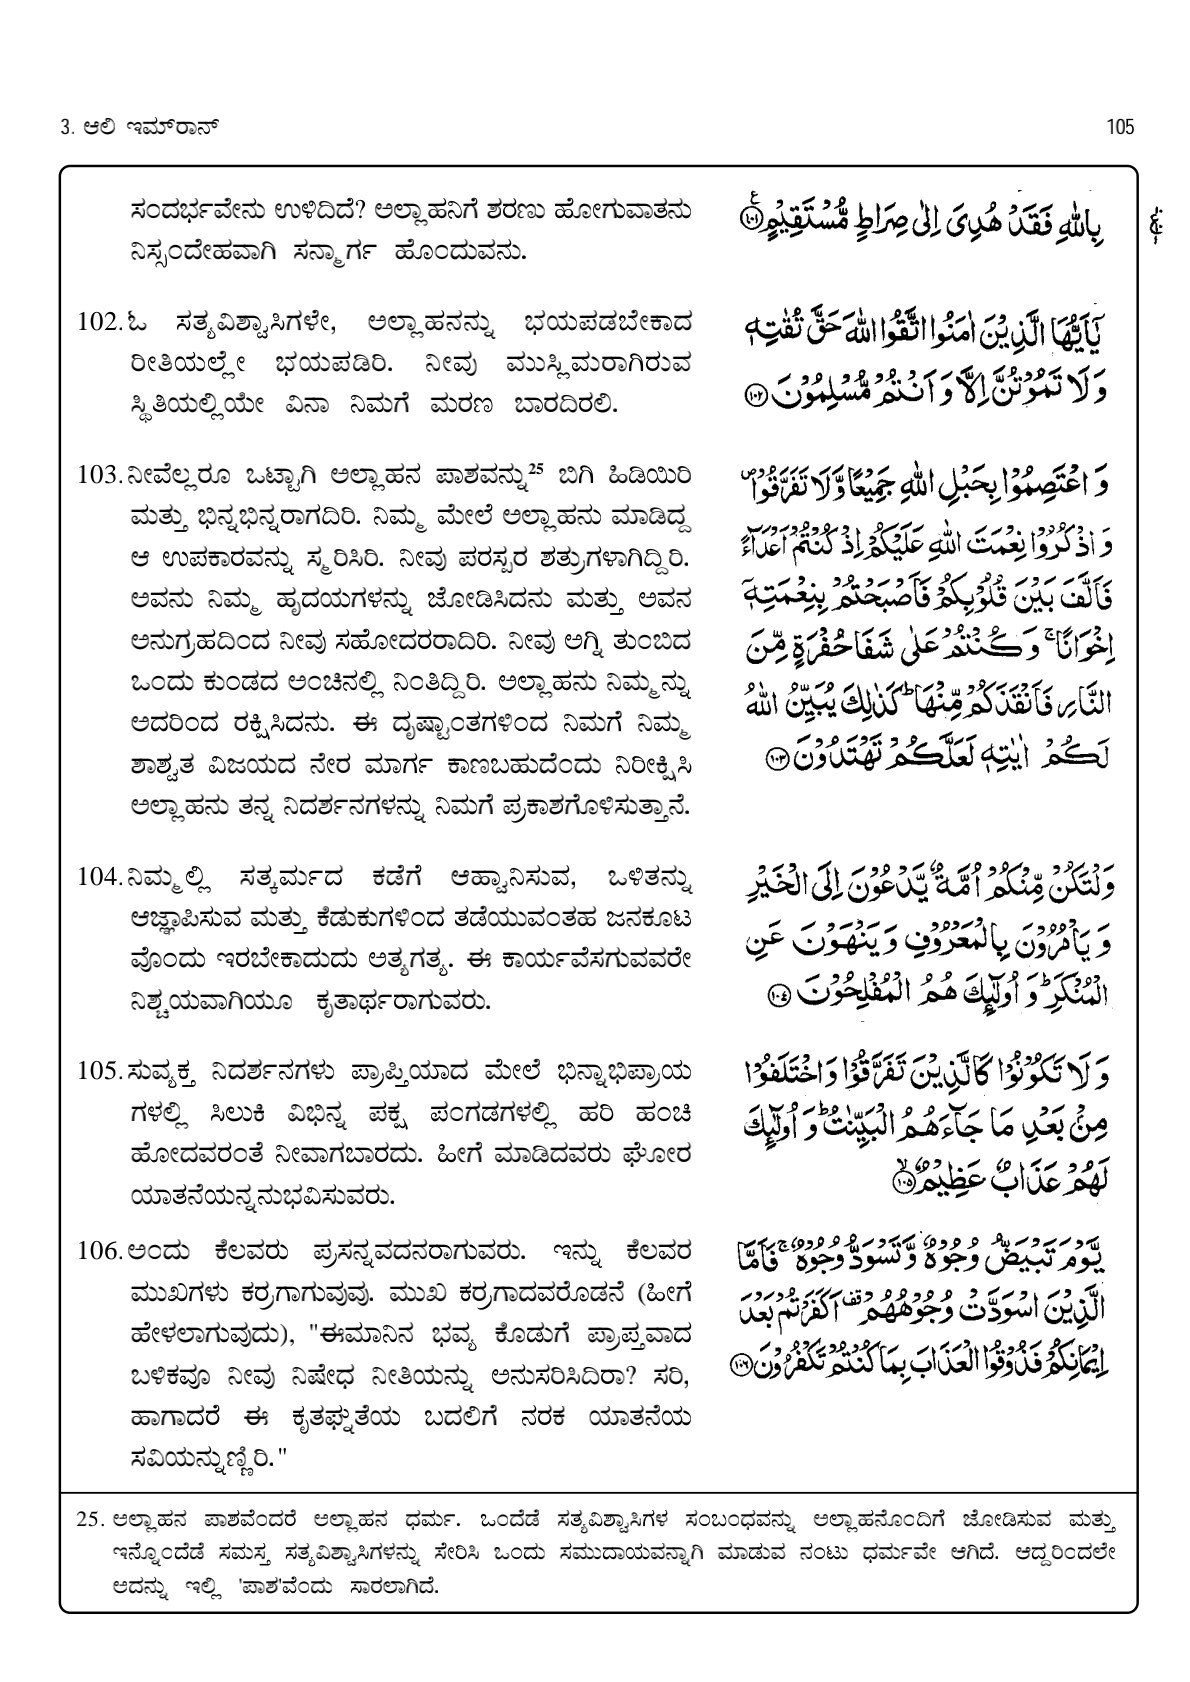 3. ಆಲಿ ಇಮ್‌ರಾನ್
105
ಸಂದರ್ಭವೇನು ಉಳಿದಿದೆ? ಅಲ್ಲಾಹನಿಗೆ ಶರಣು ಹೋಗುವಾತನು
ನಿಸ್ಸಂದೇಹವಾಗಿ ಸನ್ಮಾರ್ಗ ಹೊಂದುವನು.
بِاللّٰهِ فَقَدْ هُدِىَ اِلٰى صِرَاطٍ مُّسْتَقِيْمٍ ۝۱۰۱
102. ಓ ಸತ್ಯವಿಶ್ವಾಸಿಗಳೇ, ಅಲ್ಲಾಹನನ್ನು ಭಯಪಡಬೇಕಾದ
ರೀತಿಯಲ್ಲೇ ಭಯಪಡಿರಿ. ನೀವು ಮುಸ್ಲಿಮರಾಗಿರುವ
ಸ್ಥಿತಿಯಲ್ಲಿಯೇ ವಿನಾ ನಿಮಗೆ ಮರಣ ಬಾರದಿರಲಿ.
يٰۤاَيُّهَا الَّذِيْنَ اٰمَنُوا اتَّقُوا اللّٰهَ حَقَّ تُقٰتِهٖ
وَلَا تَمُوْتُنَّ اِلَّا وَاَنْتُمْ مُّسْلِمُوْنَ ۝۱۰۲
103. ನೀವೆಲ್ಲರೂ ಒಟ್ಟಾಗಿ ಅಲ್ಲಾಹನ ಪಾಶವನ್ನು25 ಬಿಗಿ ಹಿಡಿಯಿರಿ
ಮತ್ತು ಭಿನ್ನಭಿನ್ನರಾಗದಿರಿ. ನಿಮ್ಮ ಮೇಲೆ ಅಲ್ಲಾಹನು ಮಾಡಿದ್ದ
ಆ ಉಪಕಾರವನ್ನು ಸ್ಮರಿಸಿರಿ. ನೀವು ಪರಸ್ಪರ ಶತ್ರುಗಳಾಗಿದ್ದಿರಿ.
ಅವನು ನಿಮ್ಮ ಹೃದಯಗಳನ್ನು ಜೋಡಿಸಿದನು ಮತ್ತು ಅವನ
ಅನುಗ್ರಹದಿಂದ ನೀವು ಸಹೋದರರಾದಿರಿ. ನೀವು ಅಗ್ನಿ ತುಂಬಿದ
ಒಂದು ಕುಂಡದ ಅಂಚಿನಲ್ಲಿ ನಿಂತಿದ್ದಿರಿ. ಅಲ್ಲಾಹನು ನಿಮ್ಮನ್ನು
ಅದರಿಂದ ರಕ್ಷಿಸಿದನು. ಈ ದೃಷ್ಟಾಂತಗಳಿಂದ ನಿಮಗೆ ನಿಮ್ಮ
ಶಾಶ್ವತ ವಿಜಯದ ನೇರ ಮಾರ್ಗ ಕಾಣಬಹುದೆಂದು ನಿರೀಕ್ಷಿಸಿ
ಅಲ್ಲಾಹನು ತನ್ನ ನಿದರ್ಶನಗಳನ್ನು ನಿಮಗೆ ಪ್ರಕಾಶಗೊಳಿಸುತ್ತಾನೆ.
وَاعْتَصِمُوْا بِحَبْلِ اللّٰهِ جَمِيْعًا وَّلَا تَفَرَّقُوْا ص
وَاذْكُرُوْا نِعْمَتَ اللّٰهِ عَلَيْكُمْ اِذْ كُنْتُمْ اَعْدَآءً
فَاَلَّفَ بَيْنَ قُلُوْبِكُمْ فَاَصْبَحْتُمْ بِنِعْمَتِهٖۤ
اِخْوَانًا ۚ وَكُنْتُمْ عَلٰى شَفَا حُفْرَةٍ مِّنَ
النَّارِ فَاَنْقَذَكُمْ مِّنْهَا ؕ كَذٰلِكَ يُبَيِّنُ اللّٰهُ
لَكُمْ اٰيٰتِهٖ لَعَلَّكُمْ تَهْتَدُوْنَ ۝۱۰۳
104. ನಿಮ್ಮಲ್ಲಿ ಸತ್ಕರ್ಮದ ಕಡೆಗೆ ಆಹ್ವಾನಿಸುವ, ಒಳಿತನ್ನು
ಆಜ್ಞಾಪಿಸುವ ಮತ್ತು ಕೆಡುಕುಗಳಿಂದ ತಡೆಯುವಂತಹ ಜನಕೂಟ
ವೊಂದು ಇರಬೇಕಾದುದು ಅತ್ಯಗತ್ಯ. ಈ ಕಾರ್ಯವೆಸಗುವವರೇ
ನಿಶ್ಚಯವಾಗಿಯೂ ಕೃತಾರ್ಥರಾಗುವರು.
وَلْتَكُنْ مِّنْكُمْ اُمَّةٌ يَّدْعُوْنَ اِلَى الْخَيْرِ
وَيَاْمُرُوْنَ بِالْمَعْرُوْفِ وَيَنْهَوْنَ عَنِ
الْمُنْكَرِ ؕ وَاُولٰٓئِكَ هُمُ الْمُفْلِحُوْنَ ۝۱۰۴
105. ಸುವ್ಯಕ್ತ ನಿದರ್ಶನಗಳು ಪ್ರಾಪ್ತಿಯಾದ ಮೇಲೆ ಭಿನ್ನಾಭಿಪ್ರಾಯ
ಗಳಲ್ಲಿ ಸಿಲುಕಿ ವಿಭಿನ್ನ ಪಕ್ಷ ಪಂಗಡಗಳಲ್ಲಿ ಹರಿ ಹಂಚಿ
ಹೋದವರಂತೆ ನೀವಾಗಬಾರದು. ಹೀಗೆ ಮಾಡಿದವರು ಘೋರ
ಯಾತನೆಯನ್ನನುಭವಿಸುವರು.
وَلَا تَكُوْنُوْا كَالَّذِيْنَ تَفَرَّقُوْا وَاخْتَلَفُوْا
مِنْۢ بَعْدِ مَا جَآءَهُمُ الْبَيِّنٰتُ ؕ وَاُولٰٓئِكَ
لَهُمْ عَذَابٌ عَظِيْمٌ ۝۱۰۵
106. ಅಂದು ಕೆಲವರು ಪ್ರಸನ್ನವದನರಾಗುವರು. ಇನ್ನು ಕೆಲವರ
ಮುಖಗಳು ಕರ್‍ರಗಾಗುವುವು. ಮುಖ ಕರ್‍ರಗಾದವರೊಡನೆ (ಹೀಗೆ
ಹೇಳಲಾಗುವುದು), "ಈಮಾನಿನ ಭವ್ಯ ಕೊಡುಗೆ ಪ್ರಾಪ್ತವಾದ
ಬಳಿಕವೂ ನೀವು ನಿಷೇಧ ನೀತಿಯನ್ನು ಅನುಸರಿಸಿದಿರಾ? ಸರಿ,
ಹಾಗಾದರೆ ಈ ಕೃತಘ್ನತೆಯ ಬದಲಿಗೆ ನರಕ ಯಾತನೆಯ
ಸವಿಯನ್ನುಣ್ಣಿರಿ."
يَّوْمَ تَبْيَضُّ وُجُوْهٌ وَّتَسْوَدُّ وُجُوْهٌ ۚ فَاَمَّا
الَّذِيْنَ اسْوَدَّتْ وُجُوْهُهُمْ قف اَكَفَرْتُمْ بَعْدَ
اِيْمَانِكُمْ فَذُوْقُوا الْعَذَابَ بِمَا كُنْتُمْ تَكْفُرُوْنَ ۝۱۰۶
25. ಅಲ್ಲಾಹನ ಪಾಶವೆಂದರೆ ಅಲ್ಲಾಹನ ಧರ್ಮ. ಒಂದೆಡೆ ಸತ್ಯವಿಶ್ವಾಸಿಗಳ ಸಂಬಂಧವನ್ನು ಅಲ್ಲಾಹನೊಂದಿಗೆ ಜೋಡಿಸುವ ಮತ್ತು
ಇನ್ನೊಂದೆಡೆ ಸಮಸ್ತ ಸತ್ಯವಿಶ್ವಾಸಿಗಳನ್ನು ಸೇರಿಸಿ ಒಂದು ಸಮುದಾಯವನ್ನಾಗಿ ಮಾಡುವ ನಂಟು ಧರ್ಮವೇ ಆಗಿದೆ. ಆದ್ದರಿಂದಲೇ
ಅದನ್ನು ಇಲ್ಲಿ 'ಪಾಶ'ವೆಂದು ಸಾರಲಾಗಿದೆ.